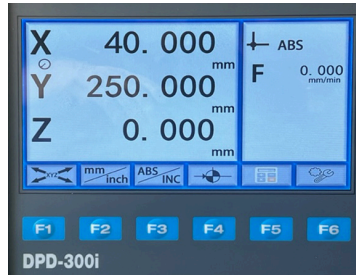 X 40.000 mm
ABS
Y 250.000 mm
F 0.000 mm/min
Z 0.000 mm
XYZ mm/inch ABS/INC
F1 F2 F3 F4 F5 F6
DPD-300i